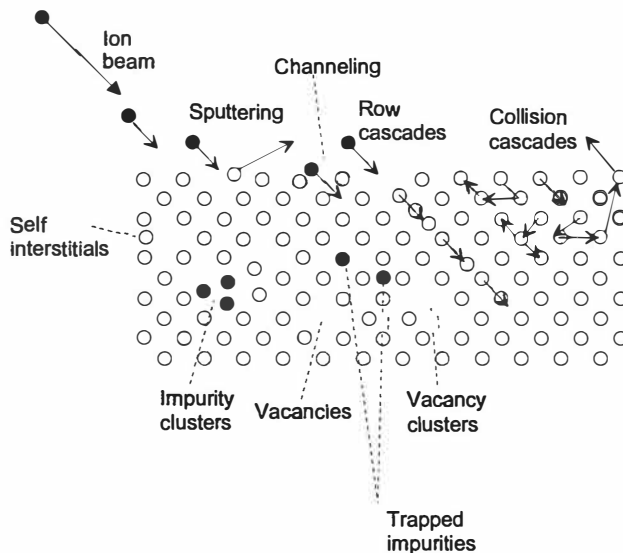 Ion
beam
Channeling
Sputtering
Row
cascades
Collision
cascades
Self
interstitials
Impurity
clusters
Vacancies
Vacancy
clusters
Trapped
impurities